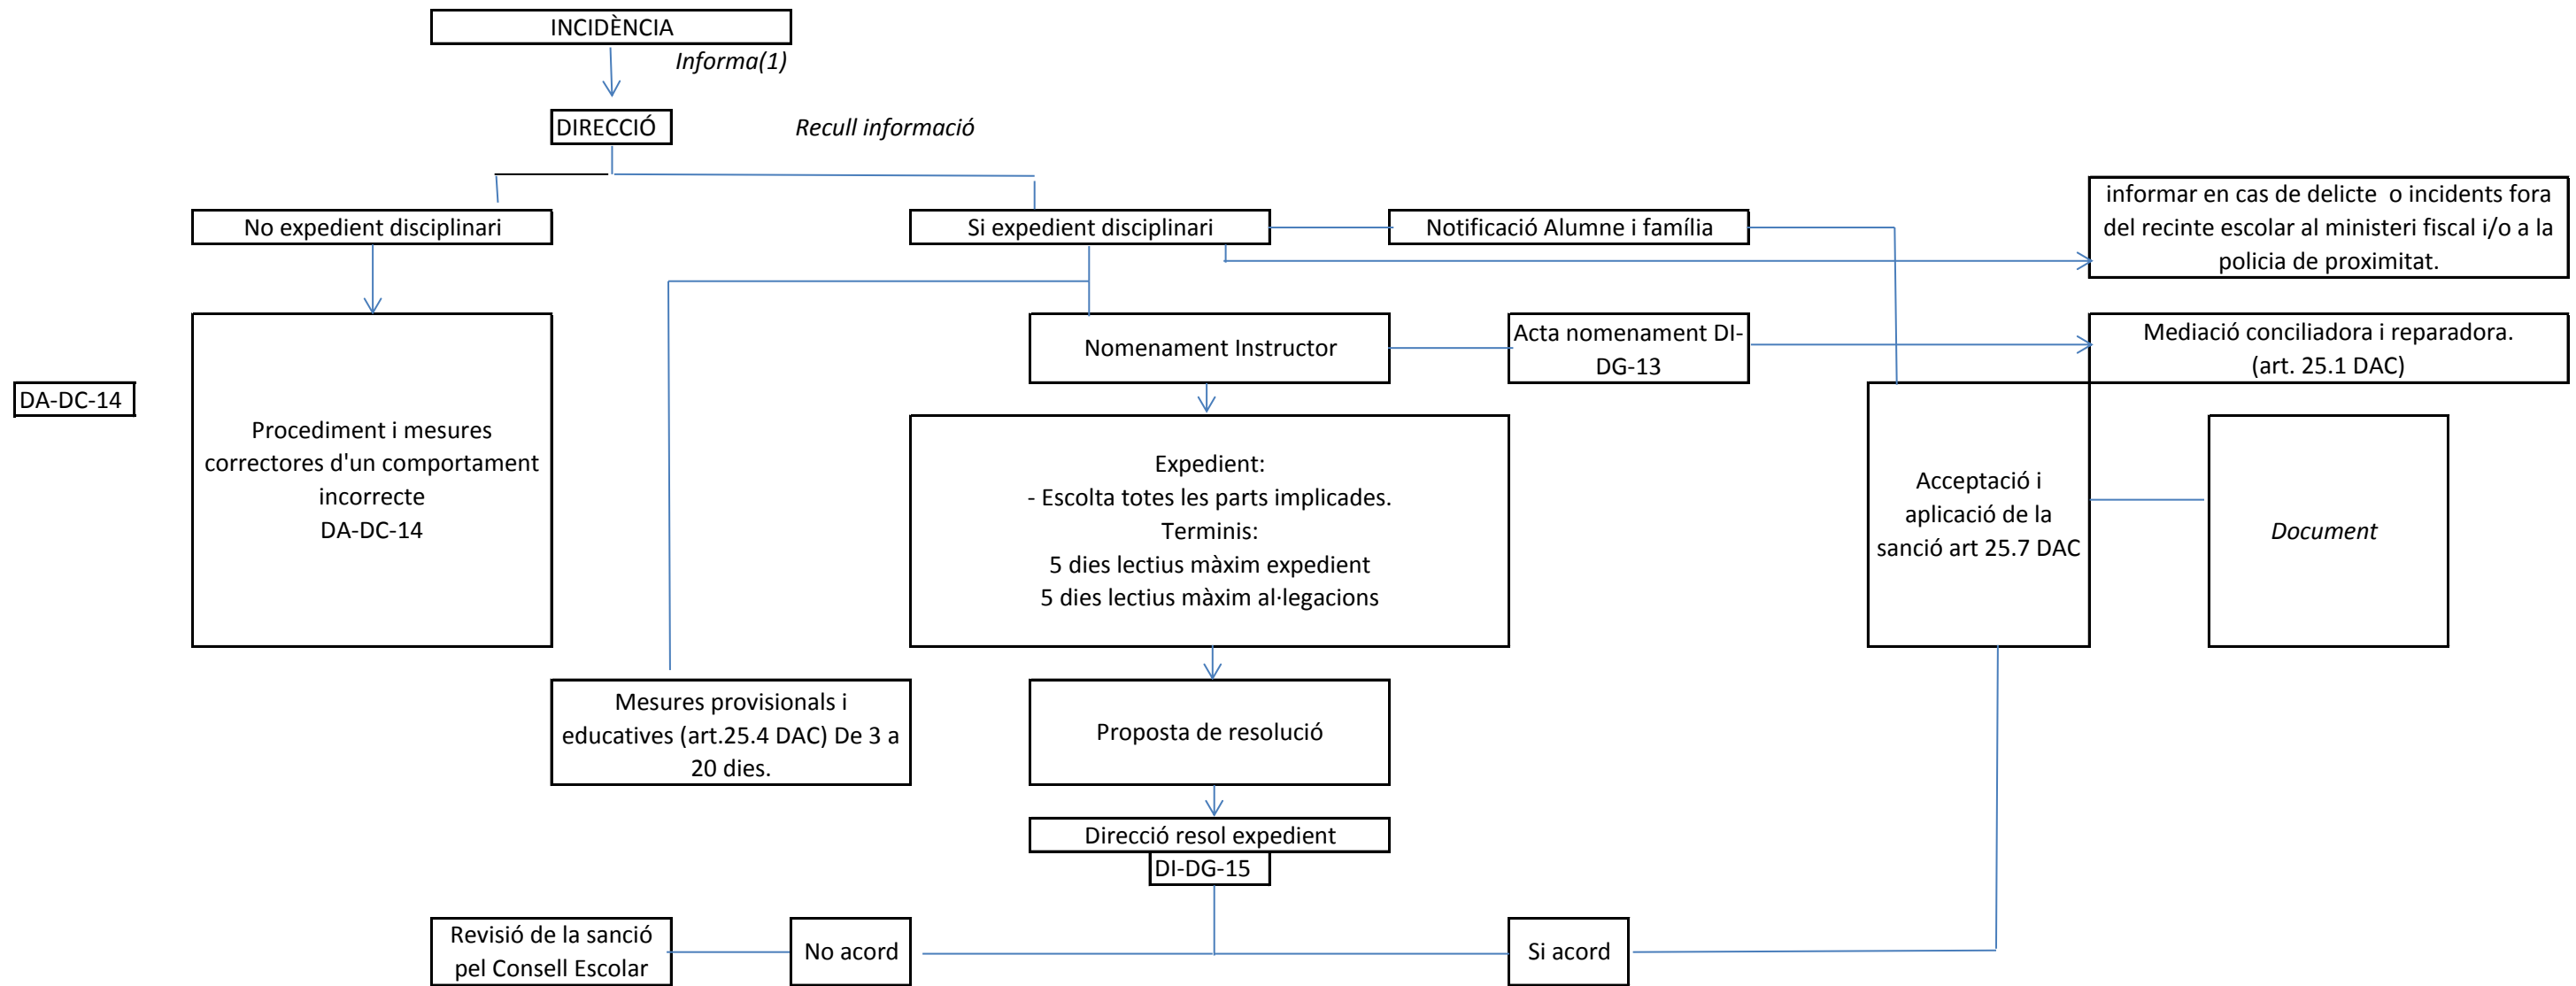 INCIDÈNCIA
Informa(1)
DIRECCIÓ
Recull informació
No expedient disciplinari
Si expedient disciplinari
Notificació Alumne i família
informar en cas de delicte o incidents fora
del recinte escolar al ministeri fiscal i/o a la
policia de proximitat.
DA-DC-14
Procediment i mesures
correctores d'un comportament
incorrecte
DA-DC-14
Nomenament Instructor
Acta nomenament DI-
DG-13
Mediació conciliadora i reparadora.
(art. 25.1 DAC)
Expedient:
- Escolta totes les parts implicades.
Terminis:
5 dies lectius màxim expedient
5 dies lectius màxim al·legacions
Acceptació i
aplicació de la
sanció art 25.7 DAC
Document
Mesures provisionals i
educatives (art.25.4 DAC) De 3 a
20 dies.
Proposta de resolució
Direcció resol expedient
DI-DG-15
Revisió de la sanció
pel Consell Escolar
No acord
Si acord